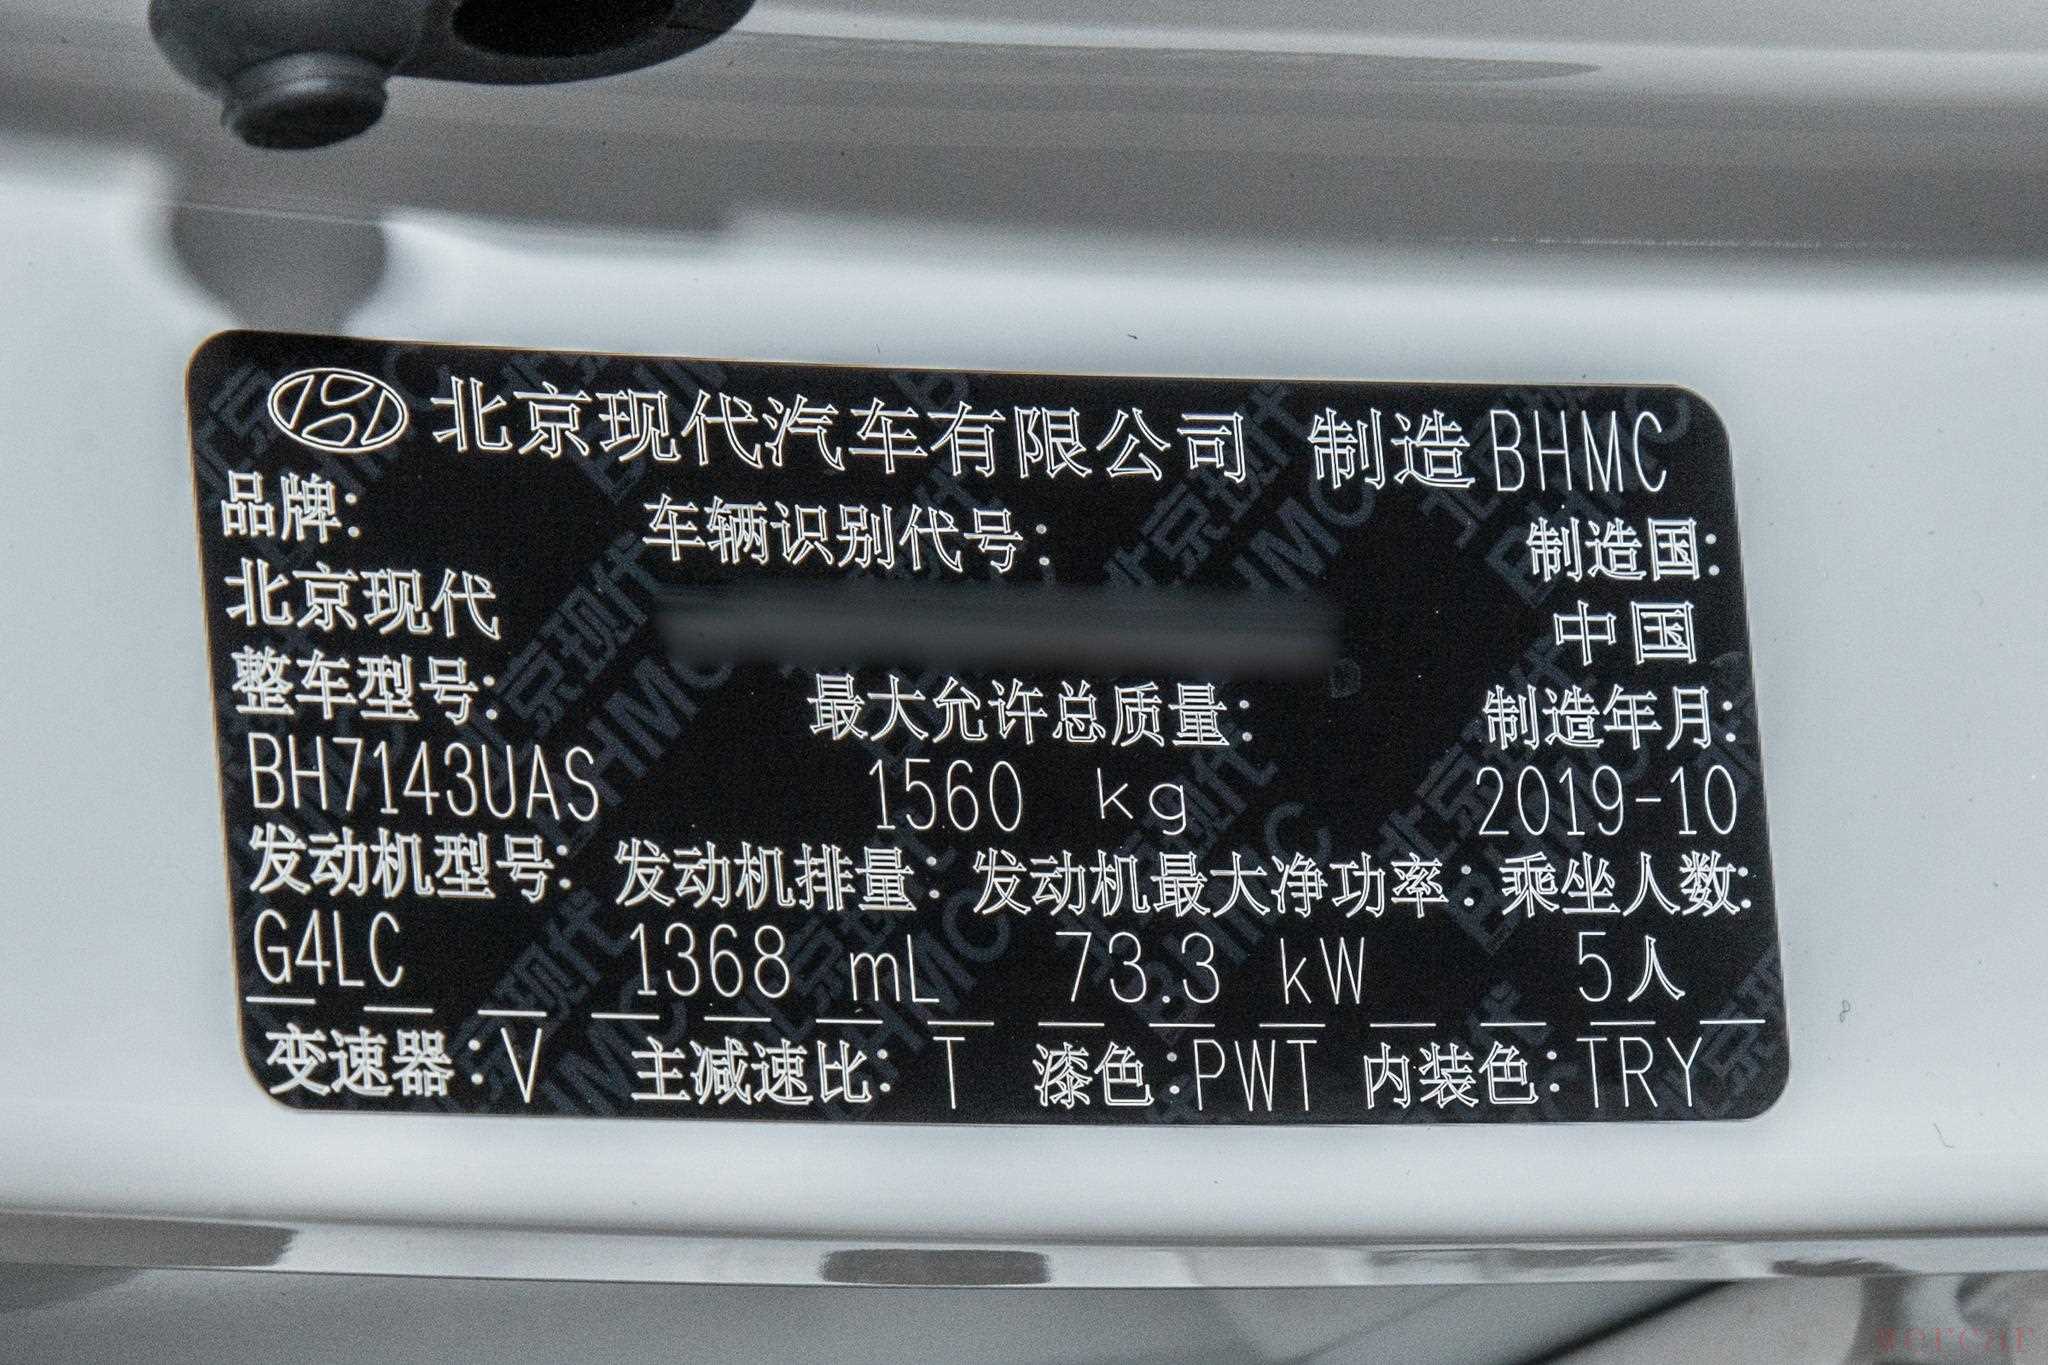 北京现代汽车有限公司 制造BHMC
品牌: 车辆识别代号: 制造国:
北京现代 中国
整车型号: 最大允许总质量: 制造年月:
BH7143UAS 1560 kg 2019-10
发动机型号: 发动机排量: 发动机最大净功率: 乘坐人数:
G4LC 1368 mL 73.3 kW 5人
变速器:V 主减速比: T 漆色:PWT 内装色:TRY